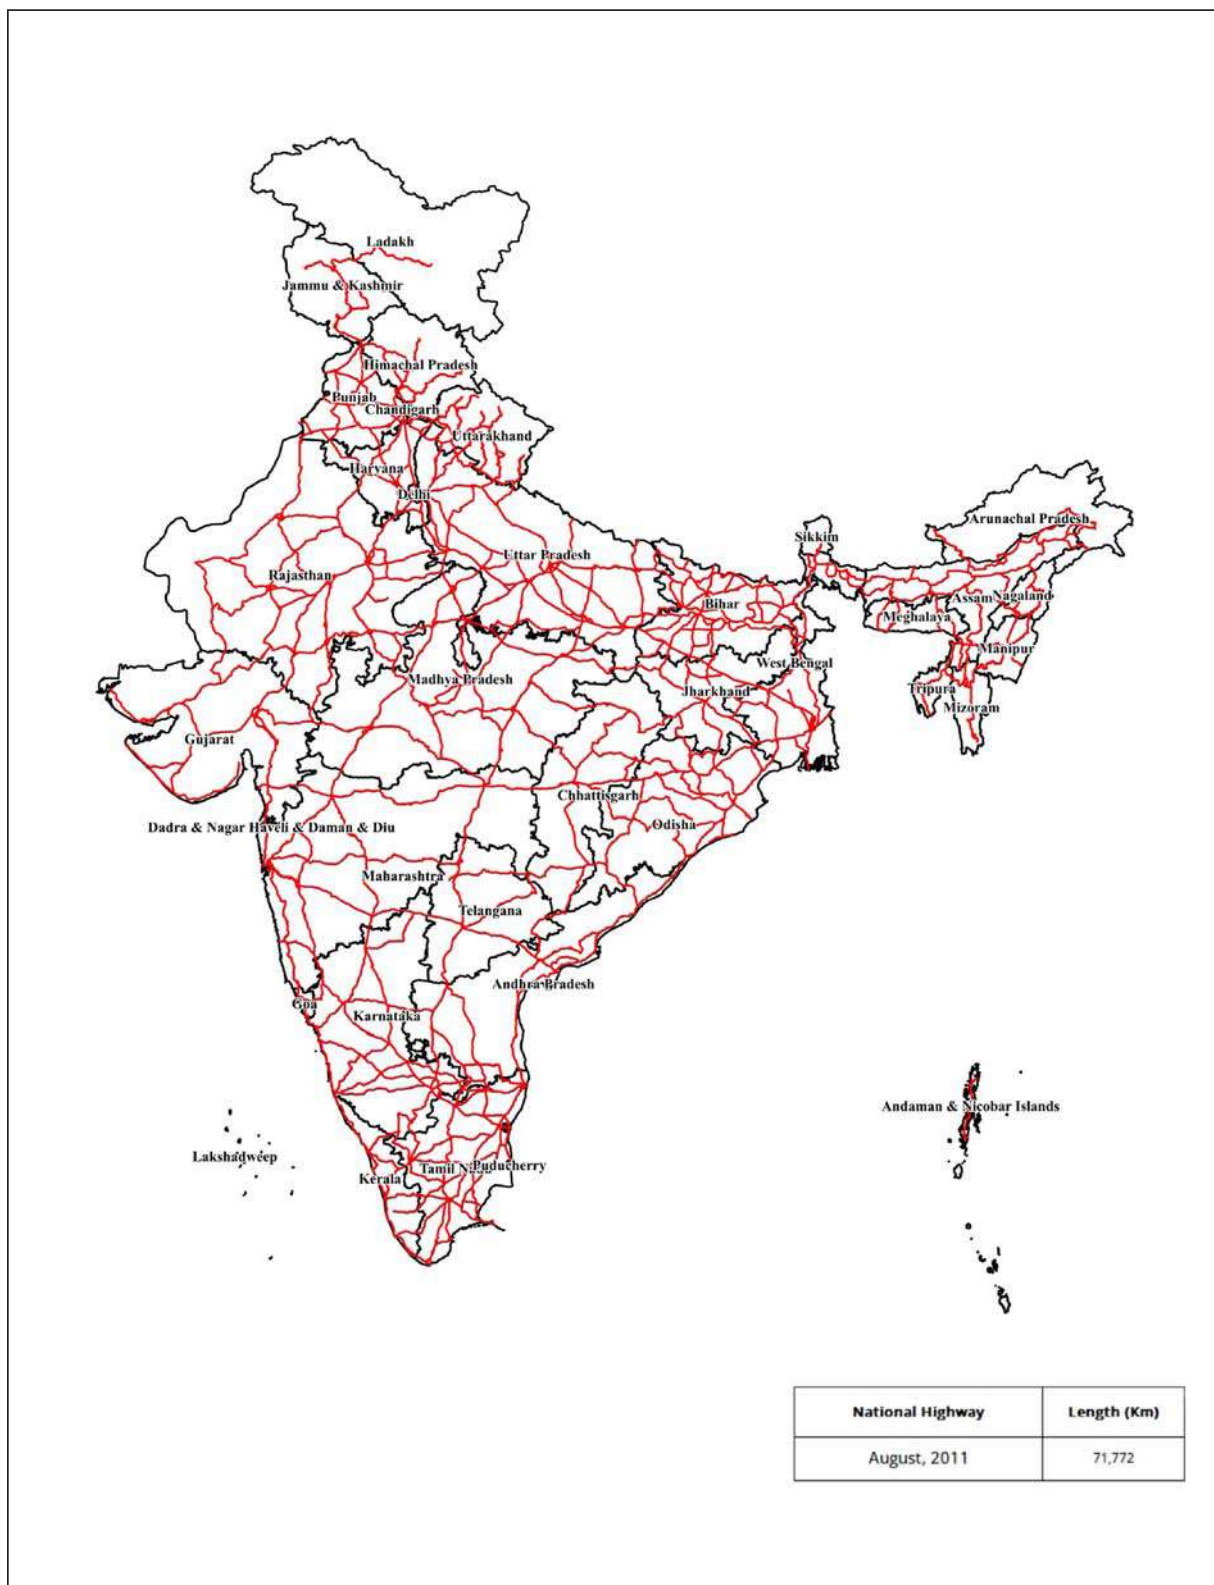 Ladakh
Jammu & Kashmir
Himachal Pradesh
Punjab
Chandigarh
Uttarakhand
Haryana
Delhi
Arunachal Pradesh
Sikkim
Uttar Pradesh
Rajasthan
Assam
Nagaland
Bihar
Meghalaya
Manipur
West Bengal
Madhya Pradesh
Jharkhand
Tripura
Mizoram
Gujarat
Chhattisgarh
Odisha
Dadra & Nagar Haveli & Daman & Diu
Maharashtra
Telangana
Andhra Pradesh
Goa
Karnataka
Andaman & Nicobar Islands
Lakshadweep
Kerala
Tamil Nadu
Puducherry
National Highway Length (Km)
August, 2011 71,772